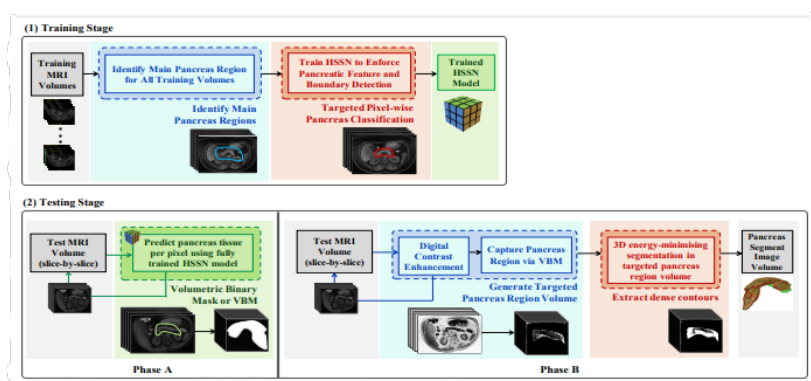 (1) Training Stage
Training
MRI
Volumes
Identify Main Pancreas Region
for All Training Volumes
Identify Main
Pancreas Regions
Train HSSN to Enforce
Pancreatic Feature and
Boundary Detection
Targeted Pixel-wise
Pancreas Classification
Trained
HSSN
Model
(2) Testing Stage
Test MRI
Volume
(slice-by-slice)
Predict pancreas tissue
per pixel using fully
trained HSSN model
Volumetric Binary
Mask or VBM
Phase A
Test MRI
Volume
(slice-by-slice)
Digital
Contrast
Enhancement
Capture Pancreas
Region via VBM
Generate Targeted
Pancreas Region Volume
3D energy-minimising
segmentation in
targeted pancreas
region volume
Extract dense contours
Pancreas
Segment
Image
Volume
Phase B